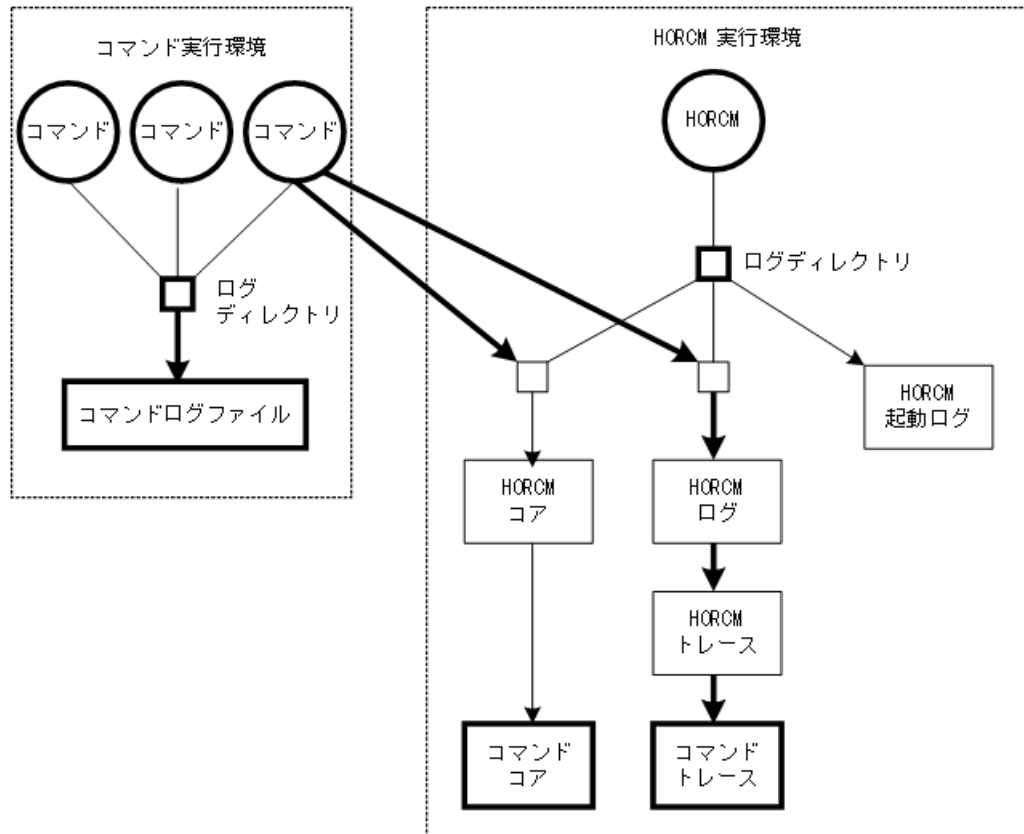 コマンド実行環境
コマンド
コマンド
コマンド
ログ
ディレクトリ
コマンドログファイル
HORCM 実行環境
HORCM
ログディレクトリ
HORCM
起動ログ
HORCM
コア
HORCM
ログ
HORCM
トレース
コマンド
コア
コマンド
トレース